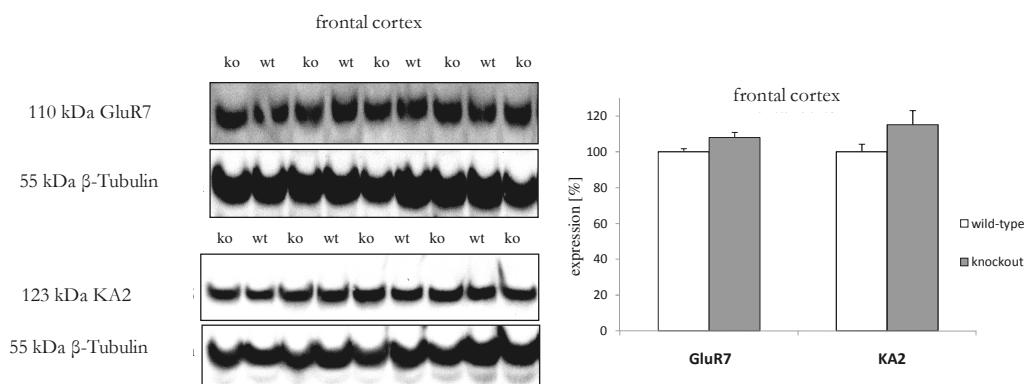 frontal cortex
ko wt ko wt ko wt ko wt ko
110 kDa GluR7
55 kDa β-Tubulin
ko wt ko wt ko wt ko wt ko
123 kDa KA2
55 kDa β-Tubulin
frontal cortex
expression [%]
120
100
80
60
40
20
0
GluR7 KA2
wild-type
knockout